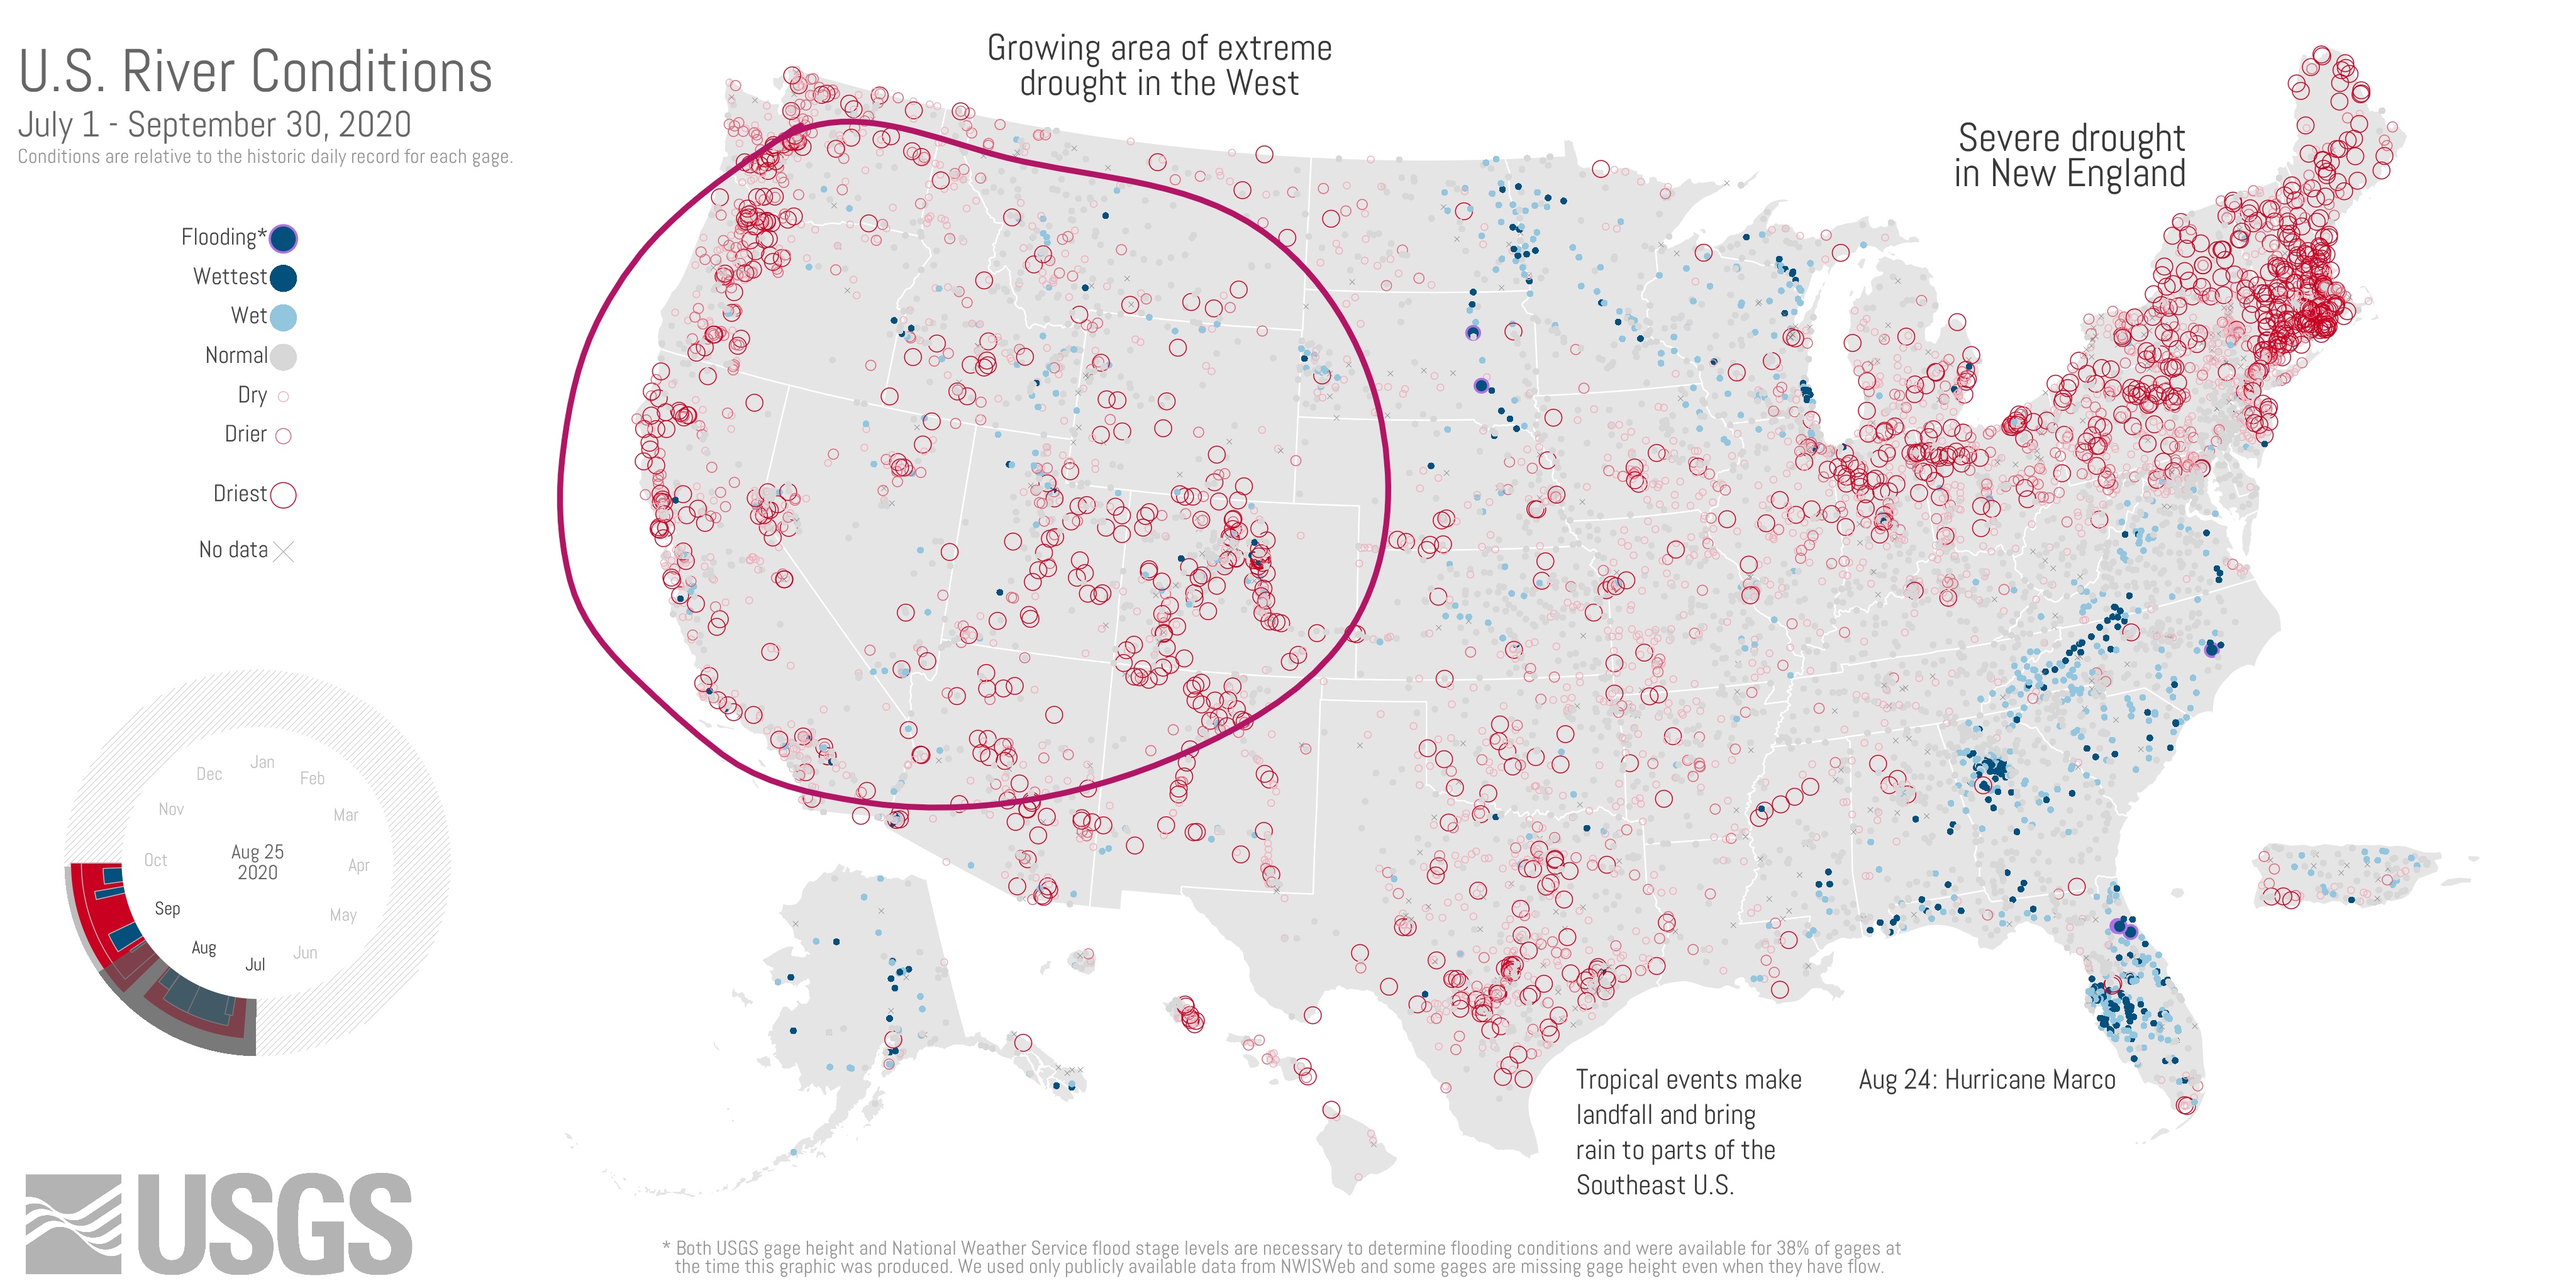 U.S. River Conditions
July 1 - September 30, 2020
Conditions are relative to the historic daily record for each gage.
Growing area of extreme
drought in the West
Severe drought
in New England
Flooding*
Wettest
Wet
Normal
Dry
Drier
Driest
No data
Jan
Feb
Mar
Apr
May
Jun
Jul
Aug
Sep
Oct
Nov
Dec
Aug 25
2020
Tropical events make
landfall and bring
rain to parts of the
Southeast U.S.
Aug 24: Hurricane Marco
USGS
* Both USGS gage height and National Weather Service flood stage levels are necessary to determine flooding conditions and were available for 38% of gages at
the time this graphic was produced. We used only publicly available data from NWISWeb and some gages are missing gage height even when they have flow.